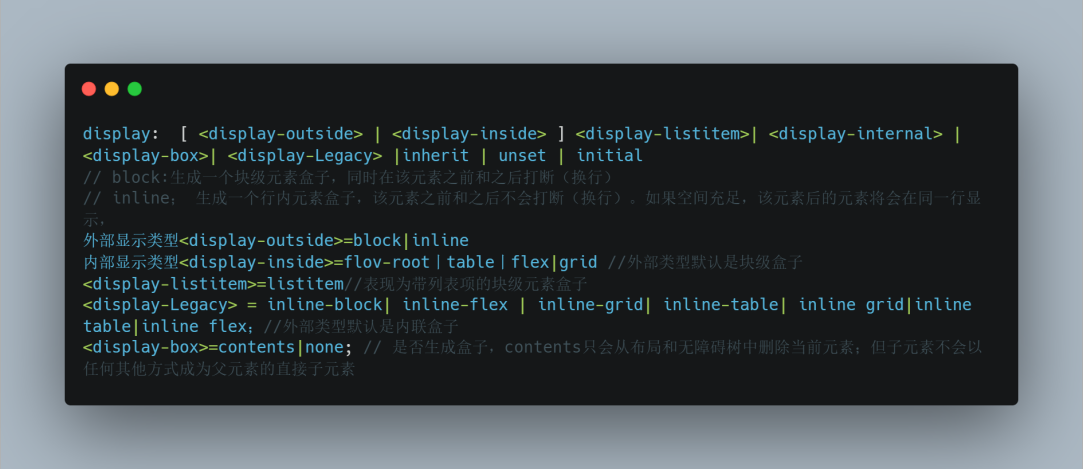 display:  [ <display-outside> | <display-inside> ] <display-listitem>| <display-internal> |
<display-box>| <display-Legacy> |inherit | unset | initial
// block:生成一个块级元素盒子，同时在该元素之前和之后打断（换行）
// inline； 生成一个行内元素盒子，该元素之前和之后不会打断（换行）。如果空间充足，该元素后的元素将会在同一行显
示，
外部显示类型<display-outside>=block|inline
内部显示类型<display-inside>=flov-root｜table｜flex|grid //外部类型默认是块级盒子
<display-listitem>=listitem//表现为带列表项的块级元素盒子
<display-Legacy> = inline-block| inline-flex | inline-grid| inline-table| inline grid|inline
table|inline flex；//外部类型默认是内联盒子
<display-box>=contents|none; // 是否生成盒子，contents只会从布局和无障碍树中删除当前元素；但子元素不会以
任何其他方式成为父元素的直接子元素